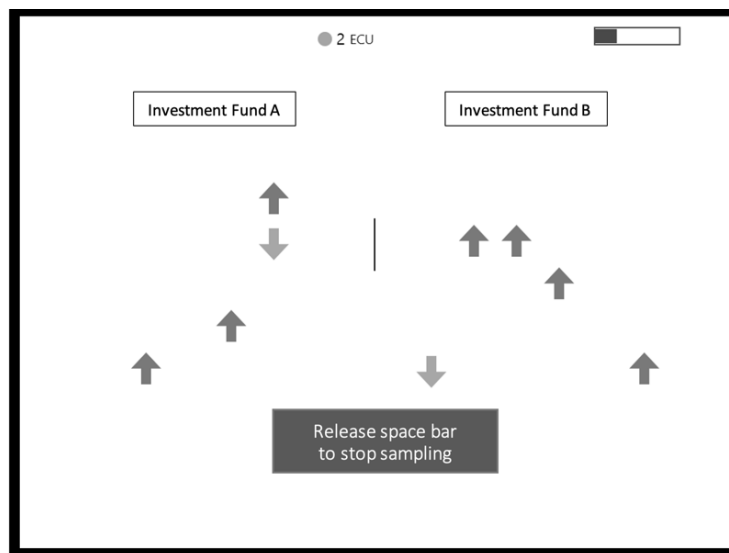 2 ECU
Investment Fund A
Investment Fund B
Release space bar
to stop sampling